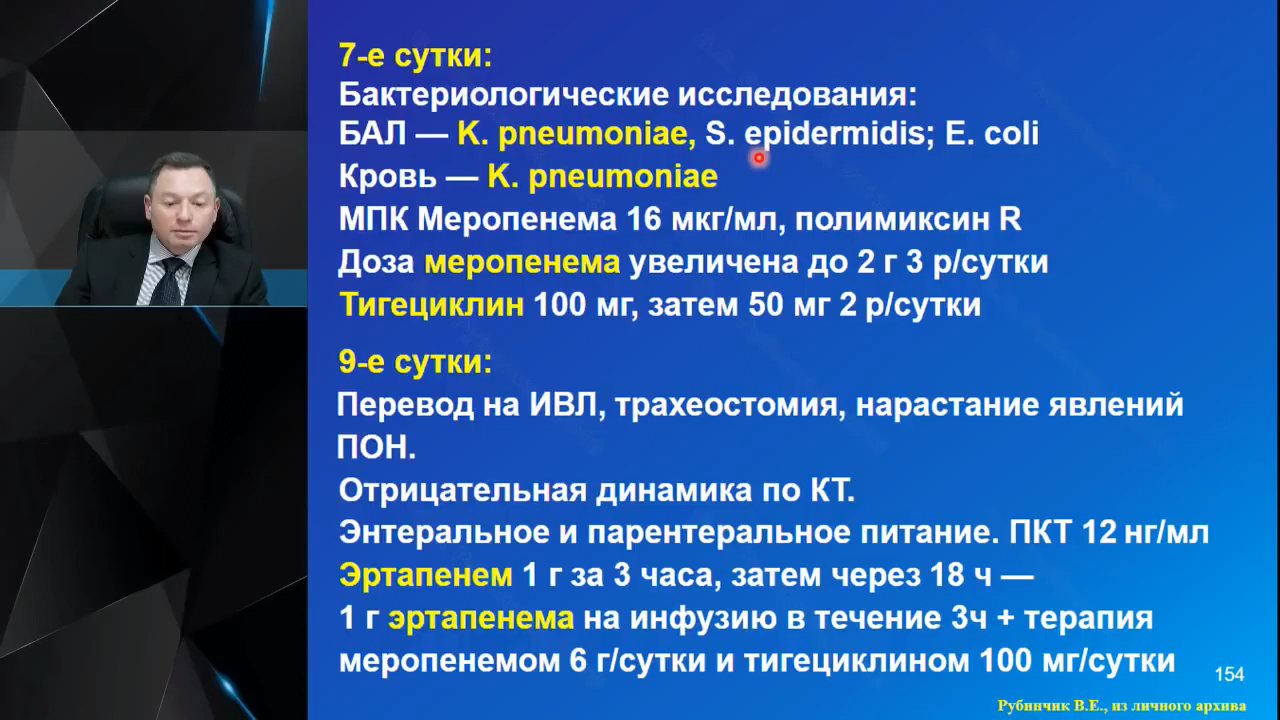 7-е сутки:
Бактериологические исследования:
БАЛ — K. pneumoniae, S. epidermidis; E. coli
Кровь — K. pneumoniae
МПК Меропенема 16 мкг/мл, полимиксин R
Доза меропенема увеличена до 2 г 3 р/сутки
Тигециклин 100 мг, затем 50 мг 2 р/сутки
9-е сутки:
Перевод на ИВЛ, трахеостомия, нарастание явлений
ПОН.
Отрицательная динамика по КТ.
Энтеральное и парентеральное питание. ПКТ 12 нг/мл
Эртапенем 1 г за 3 часа, затем через 18 ч —
1 г эртапенема на инфузию в течение 3ч + терапия
меропенемом 6 г/сутки и тигециклином 100 мг/сутки
154
Рубинчик В.Е., из личного архива